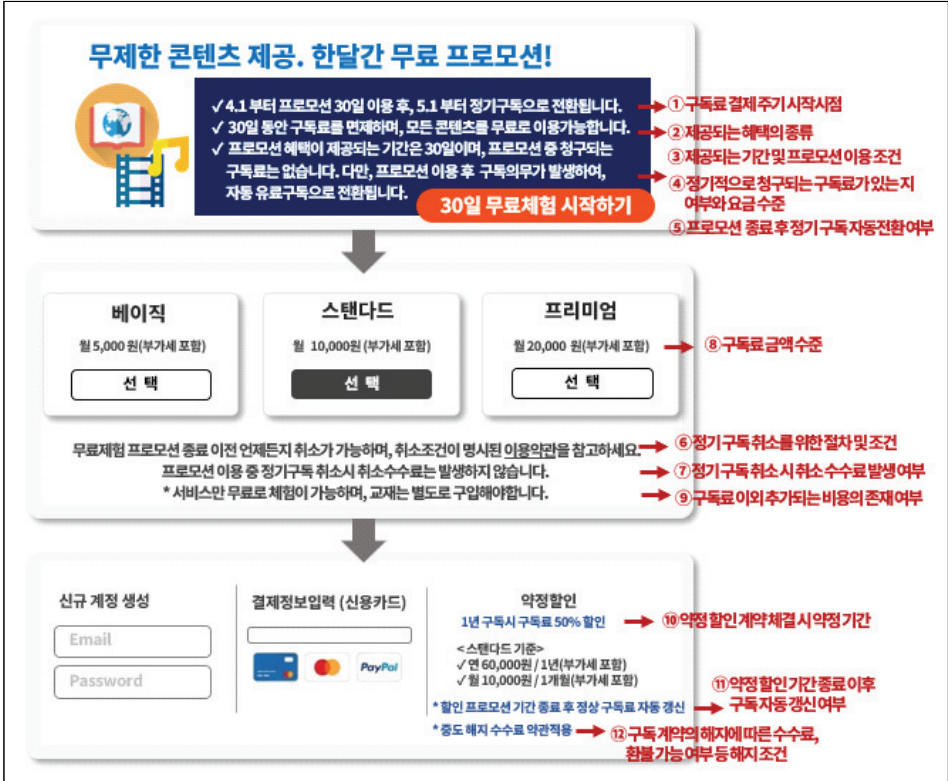 무제한 콘텐츠 제공. 한달간 무료 프로모션!
✓ 4.1 부터 프로모션 30일 이용 후, 5.1 부터 정기구독으로 전환됩니다.
✓ 30일 동안 구독료를 면제하며, 모든 콘텐츠를 무료로 이용가능합니다.
✓ 프로모션 혜택이 제공되는 기간은 30일이며, 프로모션 중 청구되는
구독료는 없습니다. 다만, 프로모션 이용 후 구독의무가 발생하여,
자동 유료구독으로 전환됩니다.
30일 무료체험 시작하기
① 구독료 결제 주기 시작시점
② 제공되는 혜택의 종류
③ 제공되는 기간 및 프로모션 이용 조건
④ 정기적으로 청구되는 구독료가 있는 지
여부와 요금 수준
⑤ 프로모션 종료 후 정기 구독 자동전환 여부
베이직
월 5,000 원(부가세 포함)
선 택
스탠다드
월 10,000원 (부가세 포함)
선 택
프리미엄
월 20,000 원(부가세 포함)
선 택
⑧ 구독료 금액 수준
무료체험 프로모션 종료 이전 언제든지 취소가 가능하며, 취소조건이 명시된 이용약관을 참고하세요.
프로모션 이용 중 정기구독 취소시 취소수수료는 발생하지 않습니다.
* 서비스만 무료로 체험이 가능하며, 교재는 별도로 구입해야합니다.
⑥ 정기 구독 취소를 위한 절차 및 조건
⑦ 정기 구독 취소 시 취소 수수료 발생 여부
⑨ 구독료 이외 추가되는 비용의 존재 여부
신규 계정 생성
Email
Password
결제정보입력 (신용카드)
PayPal
약정할인
1년 구독시 구독료 50% 할인
<스탠다드 기준>
✓ 연 60,000원 / 1년(부가세 포함)
✓ 월 10,000원 / 1개월(부가세 포함)
* 할인 프로모션 기간 종료 후 정상 구독료 자동 갱신
* 중도 해지 수수료 약관적용
⑩ 약정 할인 계약 체결 시 약정 기간
⑪ 약정 할인 기간 종료 이후
구독 자동 갱신 여부
⑫ 구독 계약의 해지에 따른 수수료,
환불 가능 여부 등 해지 조건